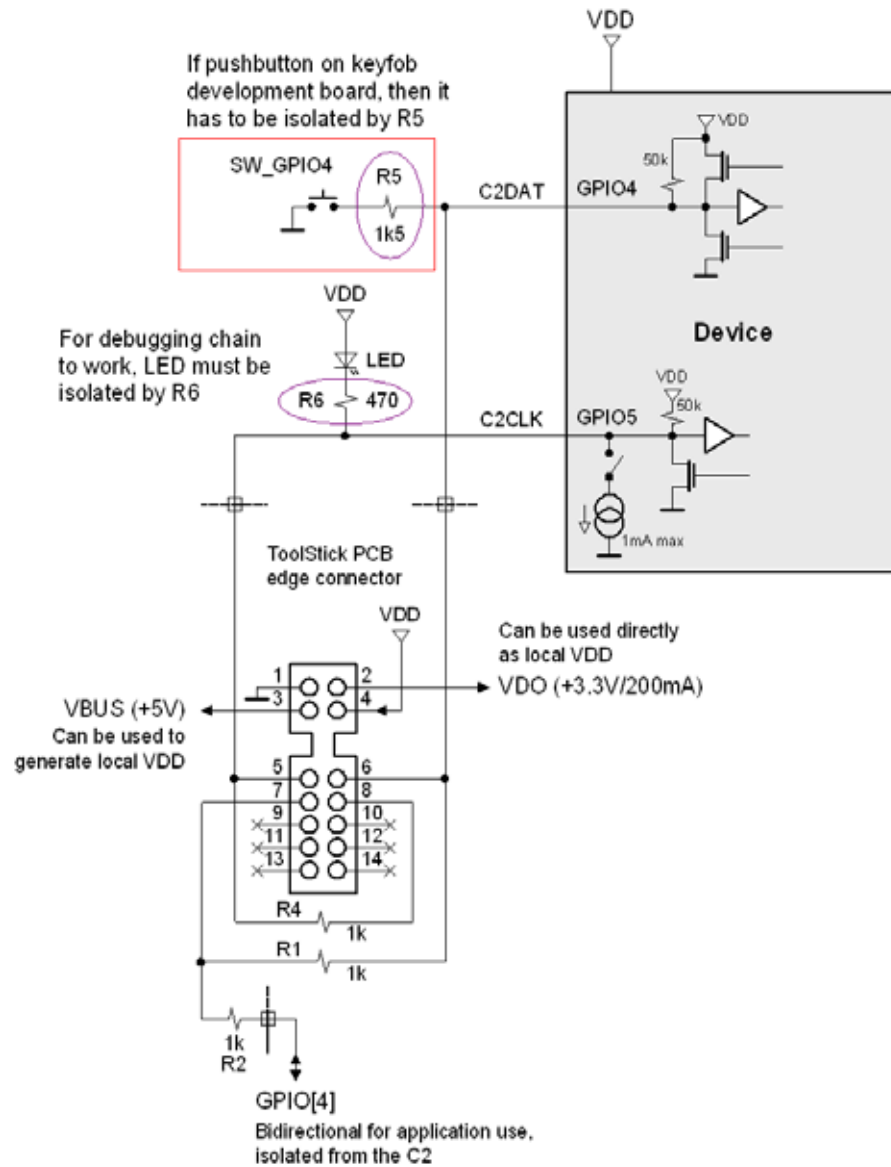 VDD
If pushbutton on keyfob
development board, then it
has to be isolated by R5
SW_GPIO4
R5
1k5
C2DAT
GPIO4
VDD
50k
VDD
For debugging chain
to work, LED must be
isolated by R6
LED
R6
470
Device
C2CLK
GPIO5
VDD
50k
1mA max
ToolStick PCB
edge connector
VDD
Can be used directly
as local VDD
VDO (+3.3V/200mA)
VBUS (+5V)
Can be used to
generate local VDD
1 2
3 4
5 6
7 8
9 10
11 12
13 14
R4
1k
R1
1k
1k
R2
GPIO[4]
Bidirectional for application use,
isolated from the C2